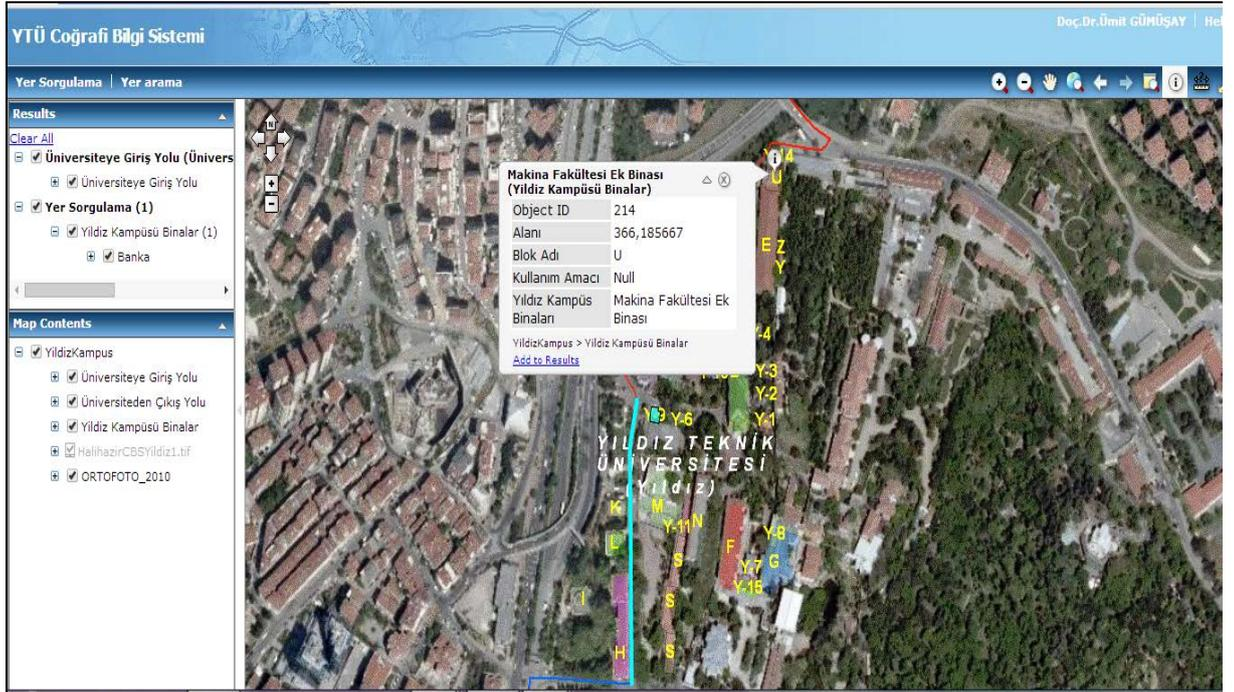 Doç.Dr.Ümit GÜMÜŞAY
YTÜ Coğrafi Bilgi Sistemi
Yer Sorgulama
Yer arama
Results
Clear All
Üniversiteye Giriş Yolu (Ünivers
Üniversiteye Giriş Yolu
Yer Sorgulama (1)
Yildiz Kampüsü Binalar (1)
Banka
Map Contents
YildizKampus
Üniversiteye Giriş Yolu
Üniversiteden Çıkış Yolu
Yildiz Kampüsü Binalar
HalihazirCBSYildiz1.tif
ORTOFOTO_2010
N
Makina Fakültesi Ek Binası
(Yildiz Kampüsü Binalar)
Object ID 214
Alanı 366,185667
Blok Adı U
Kullanım Amacı Null
Yıldız Kampüs Makina Fakültesi Ek
Binaları Binası
YildizKampus > Yildiz Kampüsü Binalar
Add to Results
U
E Z
Y
Y-3
Y-2
Y-6 Y-1
YILDIZ TEKNİK
ÜNİVERSİTESİ
(Yıldız)
K M
Y-11 N
L
S
F
Y-8
Y-7 G
Y-15
I
S
H S